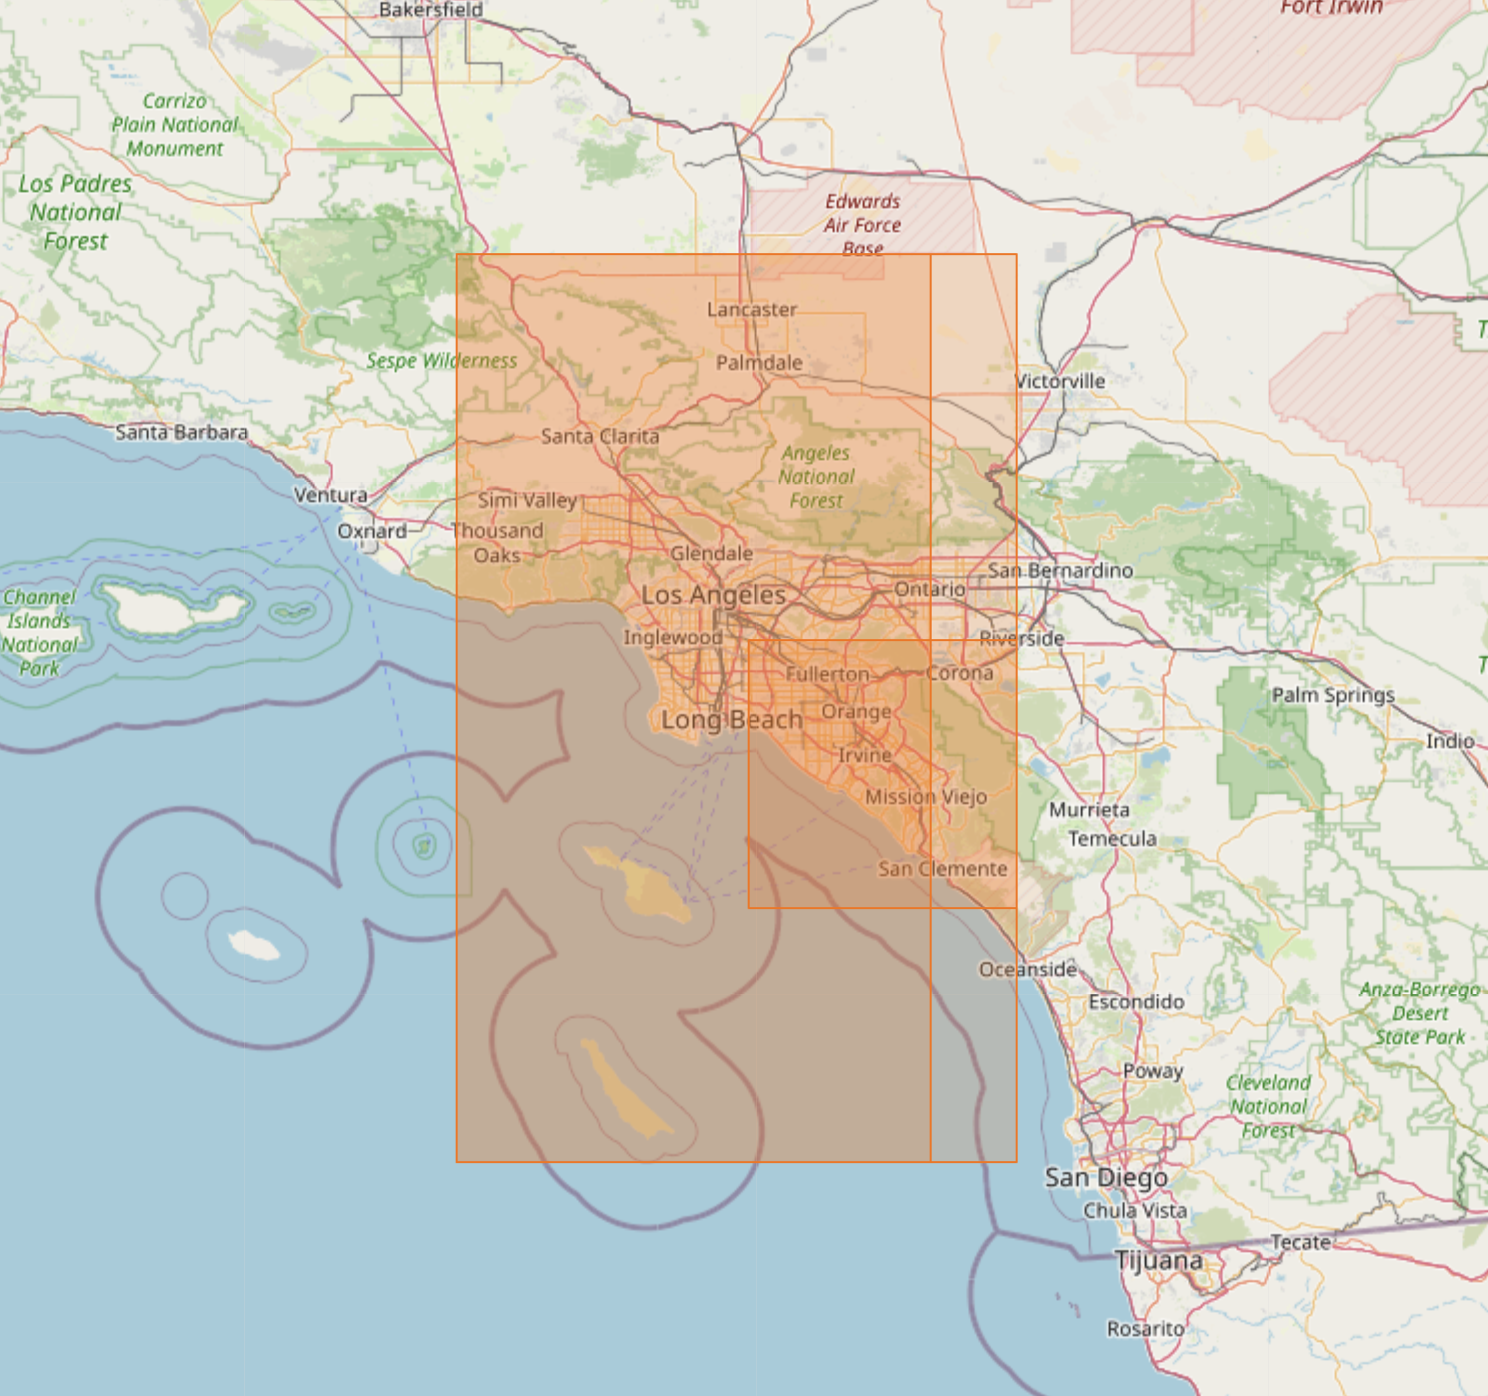 Bakersfield
Fort Irwin
Carrizo
Plain National
Monument
Los Padres
National
Forest
Edwards
Air Force
Base
Lancaster
Sespe Wilderness
Palmdale
Victorville
T
Santa Barbara
Santa Clarita
Angeles
National
Forest
Ventura
Simi Valley
Oxnard
Thousand
Oaks
Glendale
San Bernardino
Los Angeles
Ontario
Channel
Islands
National
Park
Inglewood
Riverside
Fullerton
Corona
T
Palm Springs
Long Beach
Orange
Irvine
Indio
Mission Viejo
Murrieta
Temecula
San Clemente
Oceanside
Escondido
Anza-Borrego
Desert
State Park
Poway
Cleveland
National
Forest
San Diego
Chula Vista
Tecate
Tijuana
Rosarito